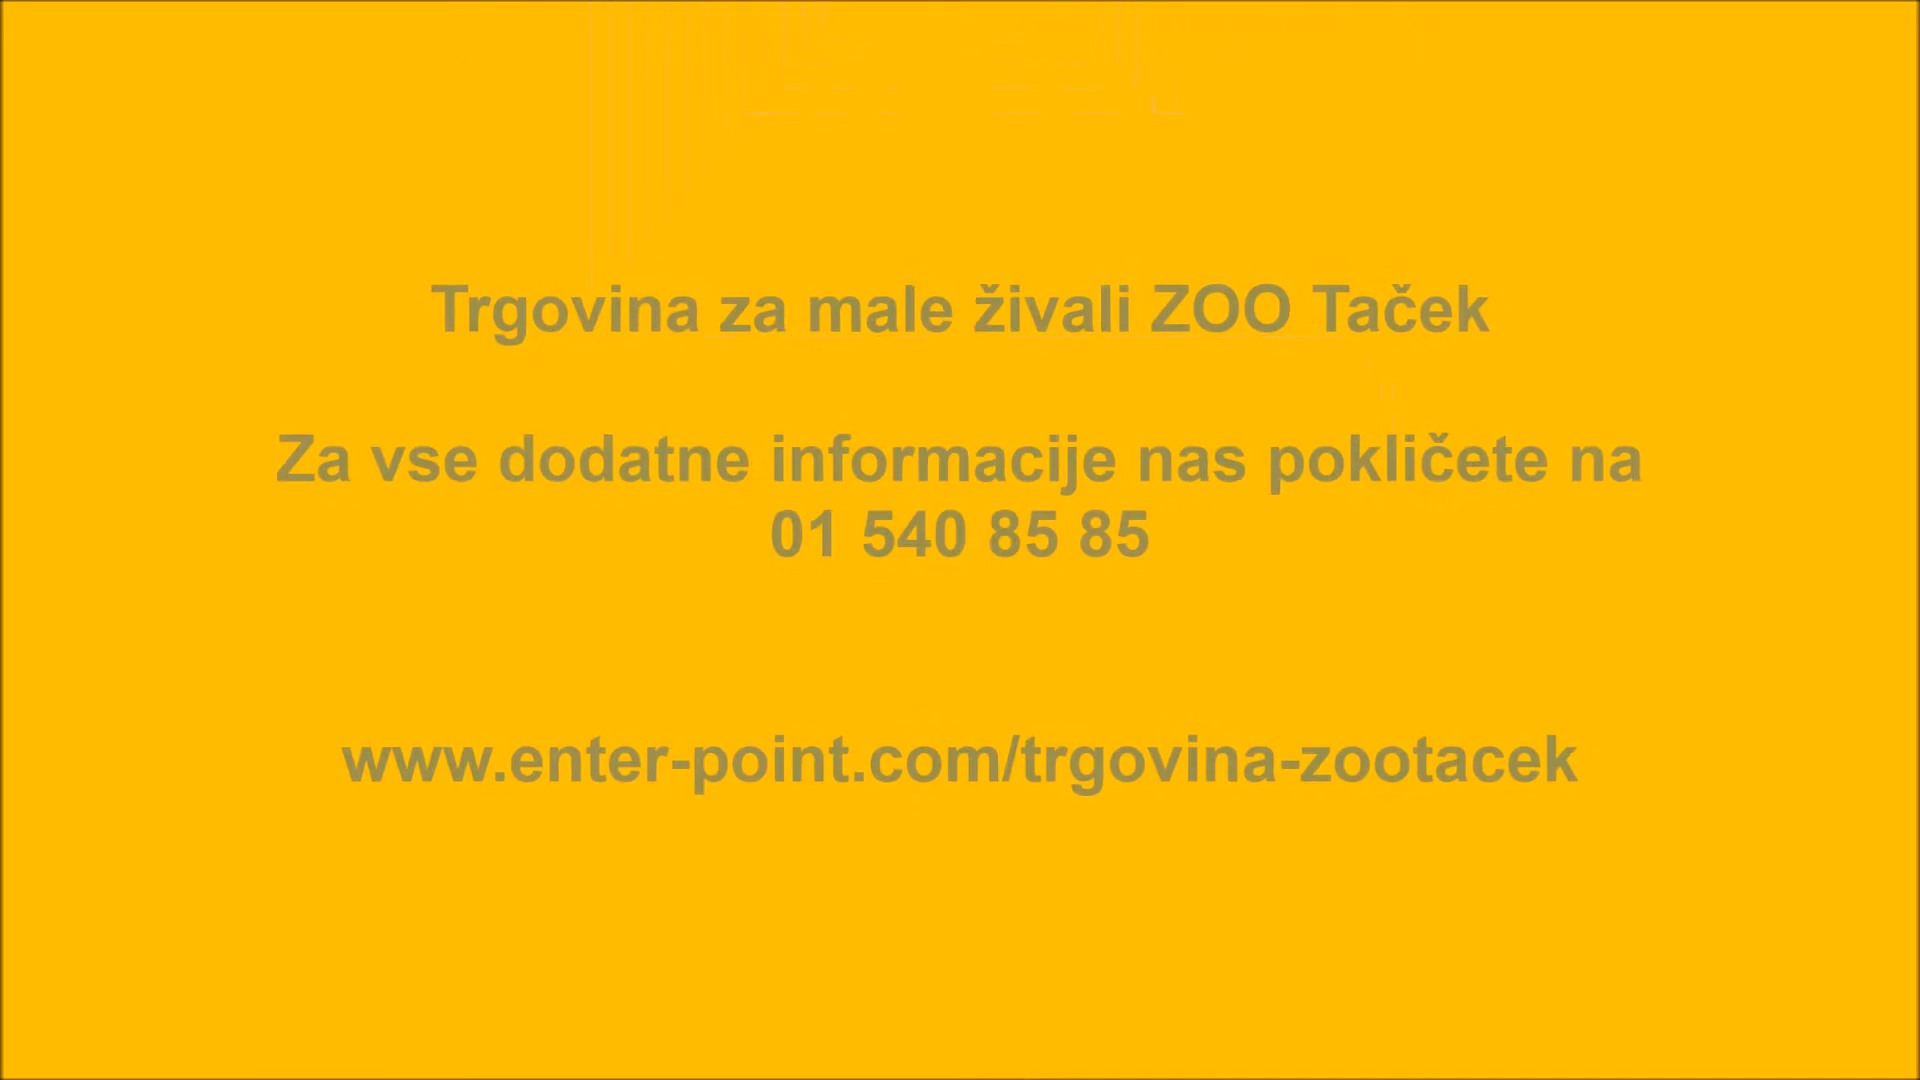 Trgovina za male živali ZOO Taček
Za vse dodatne informacije nas pokličete na
01 540 85 85
www.enter-point.com/trgovina-zootacek